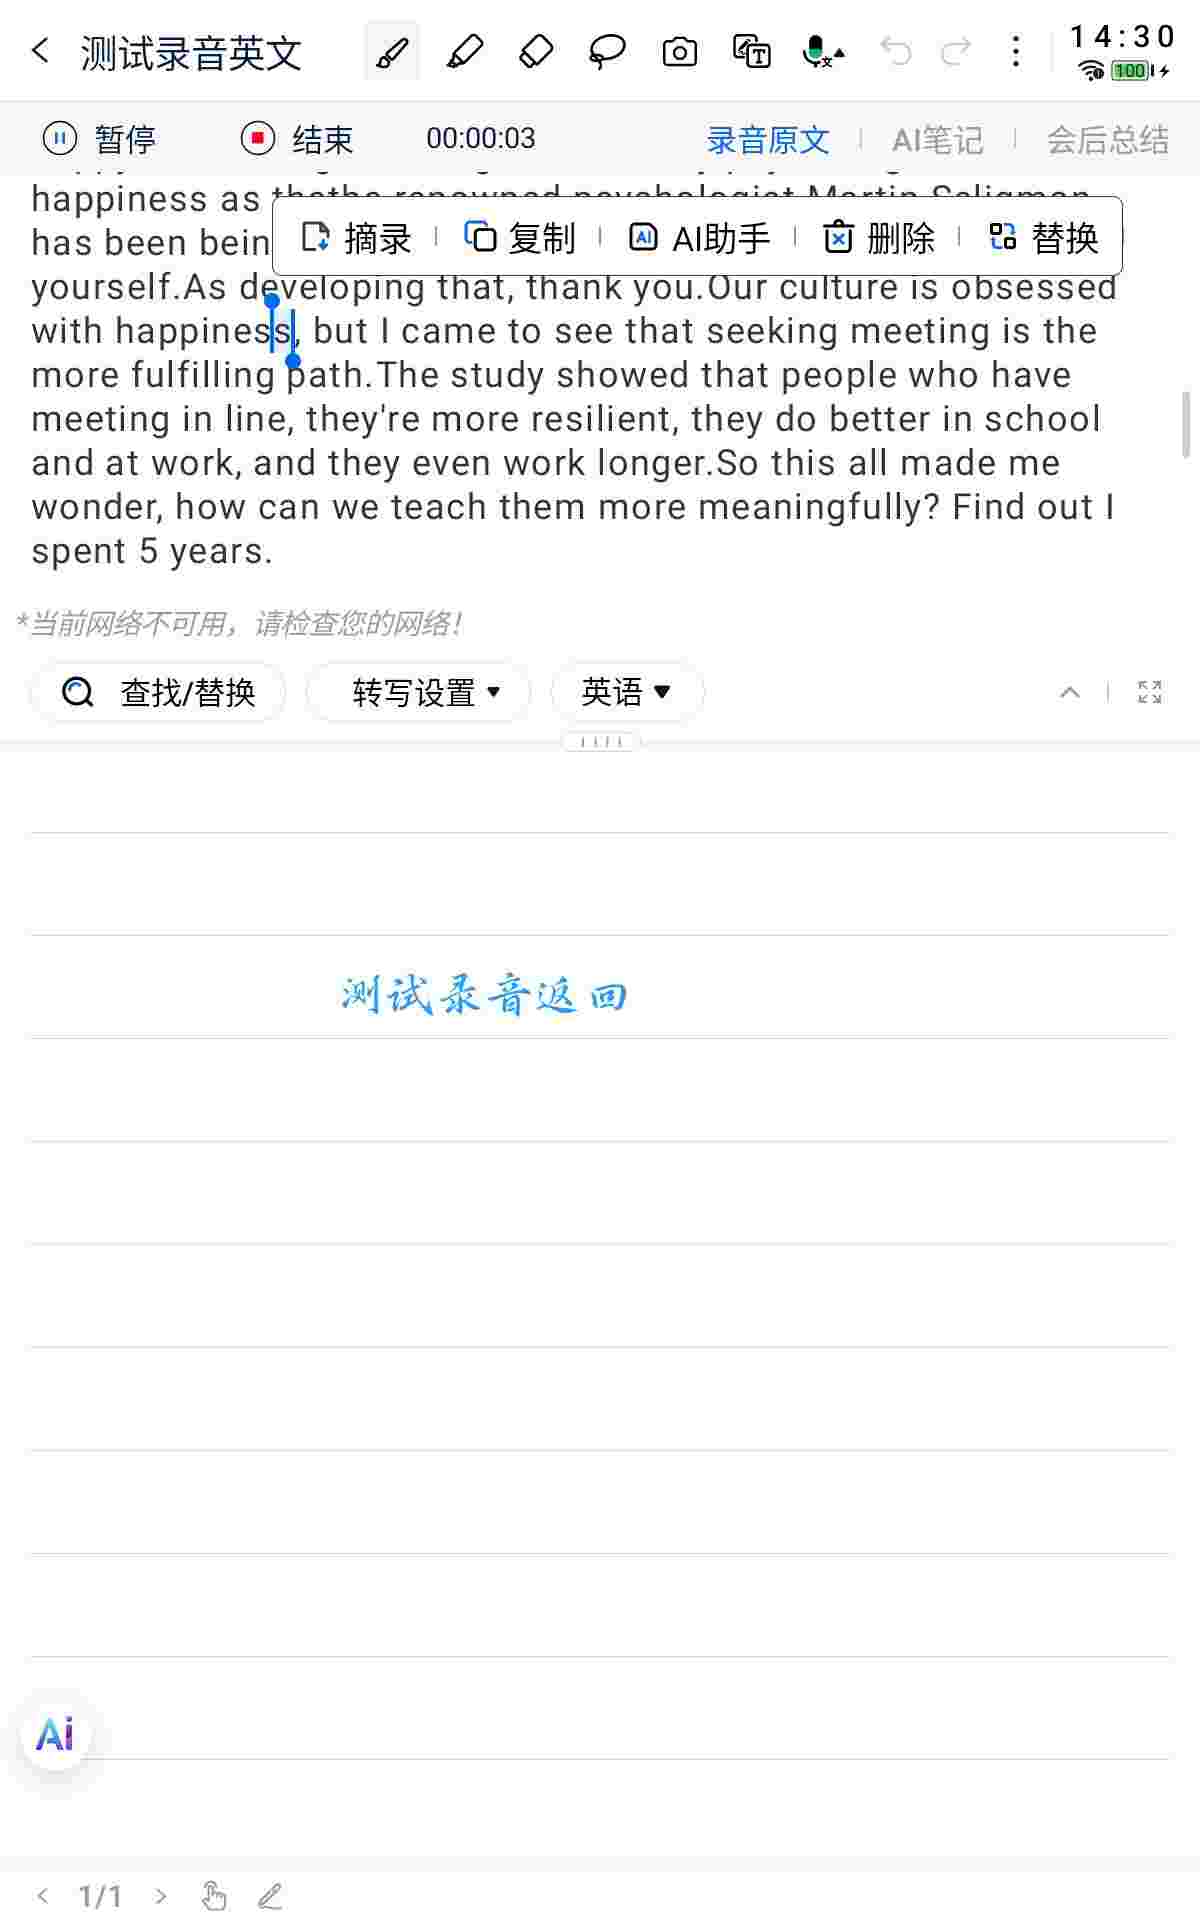 测试录音英文
14:30
100
暂停 结束 00:00:03 录音原文 AI笔记 会后总结
happiness as thathe renowned psychologist Martin Seligman
has been bein
摘录 复制 AI助手 删除 替换
yourself.As developing that, thank you.Our culture is obsessed
with happiness, but I came to see that seeking meeting is the
more fulfilling path.The study showed that people who have
meeting in line, they're more resilient, they do better in school
and at work, and they even work longer.So this all made me
wonder, how can we teach them more meaningfully? Find out I
spent 5 years.
*当前网络不可用，请检查您的网络!
查找/替换 转写设置 英语
测试录音返回
Ai
1/1